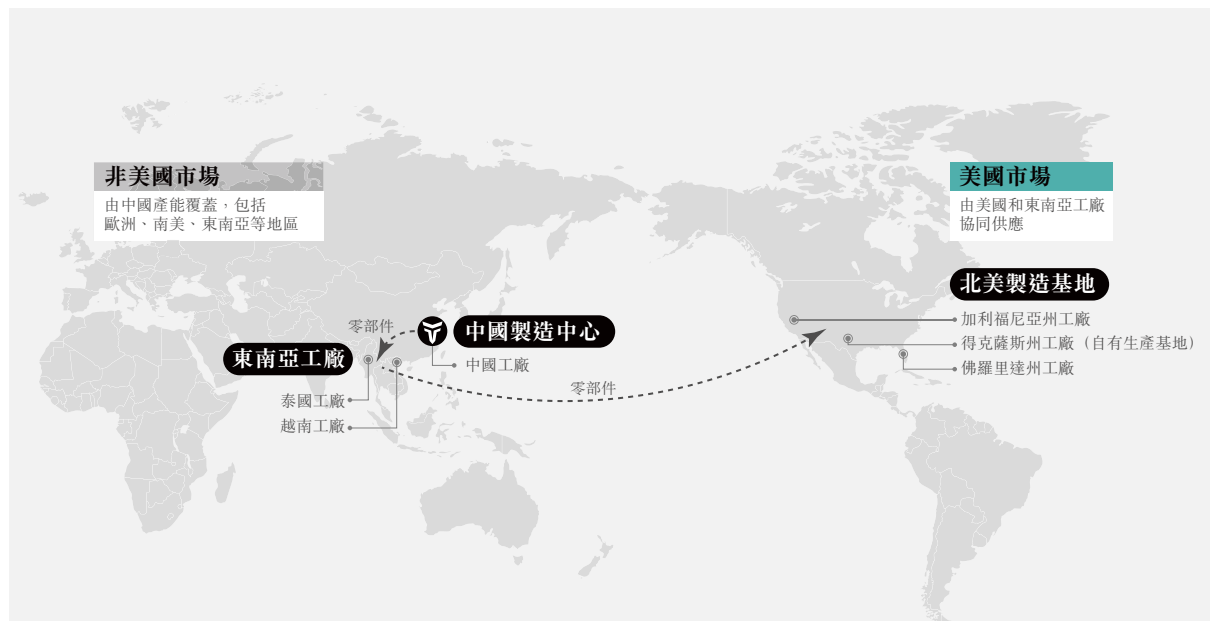 非美國市場
由中國產能覆蓋，包括
歐洲、南美、東南亞等地區
美國市場
由美國和東南亞工廠
協同供應
北美製造基地
加利福尼亞州工廠
得克薩斯州工廠（自有生產基地）
佛羅里達州工廠
零部件
中國製造中心
中國工廠
東南亞工廠
泰國工廠
越南工廠
零部件